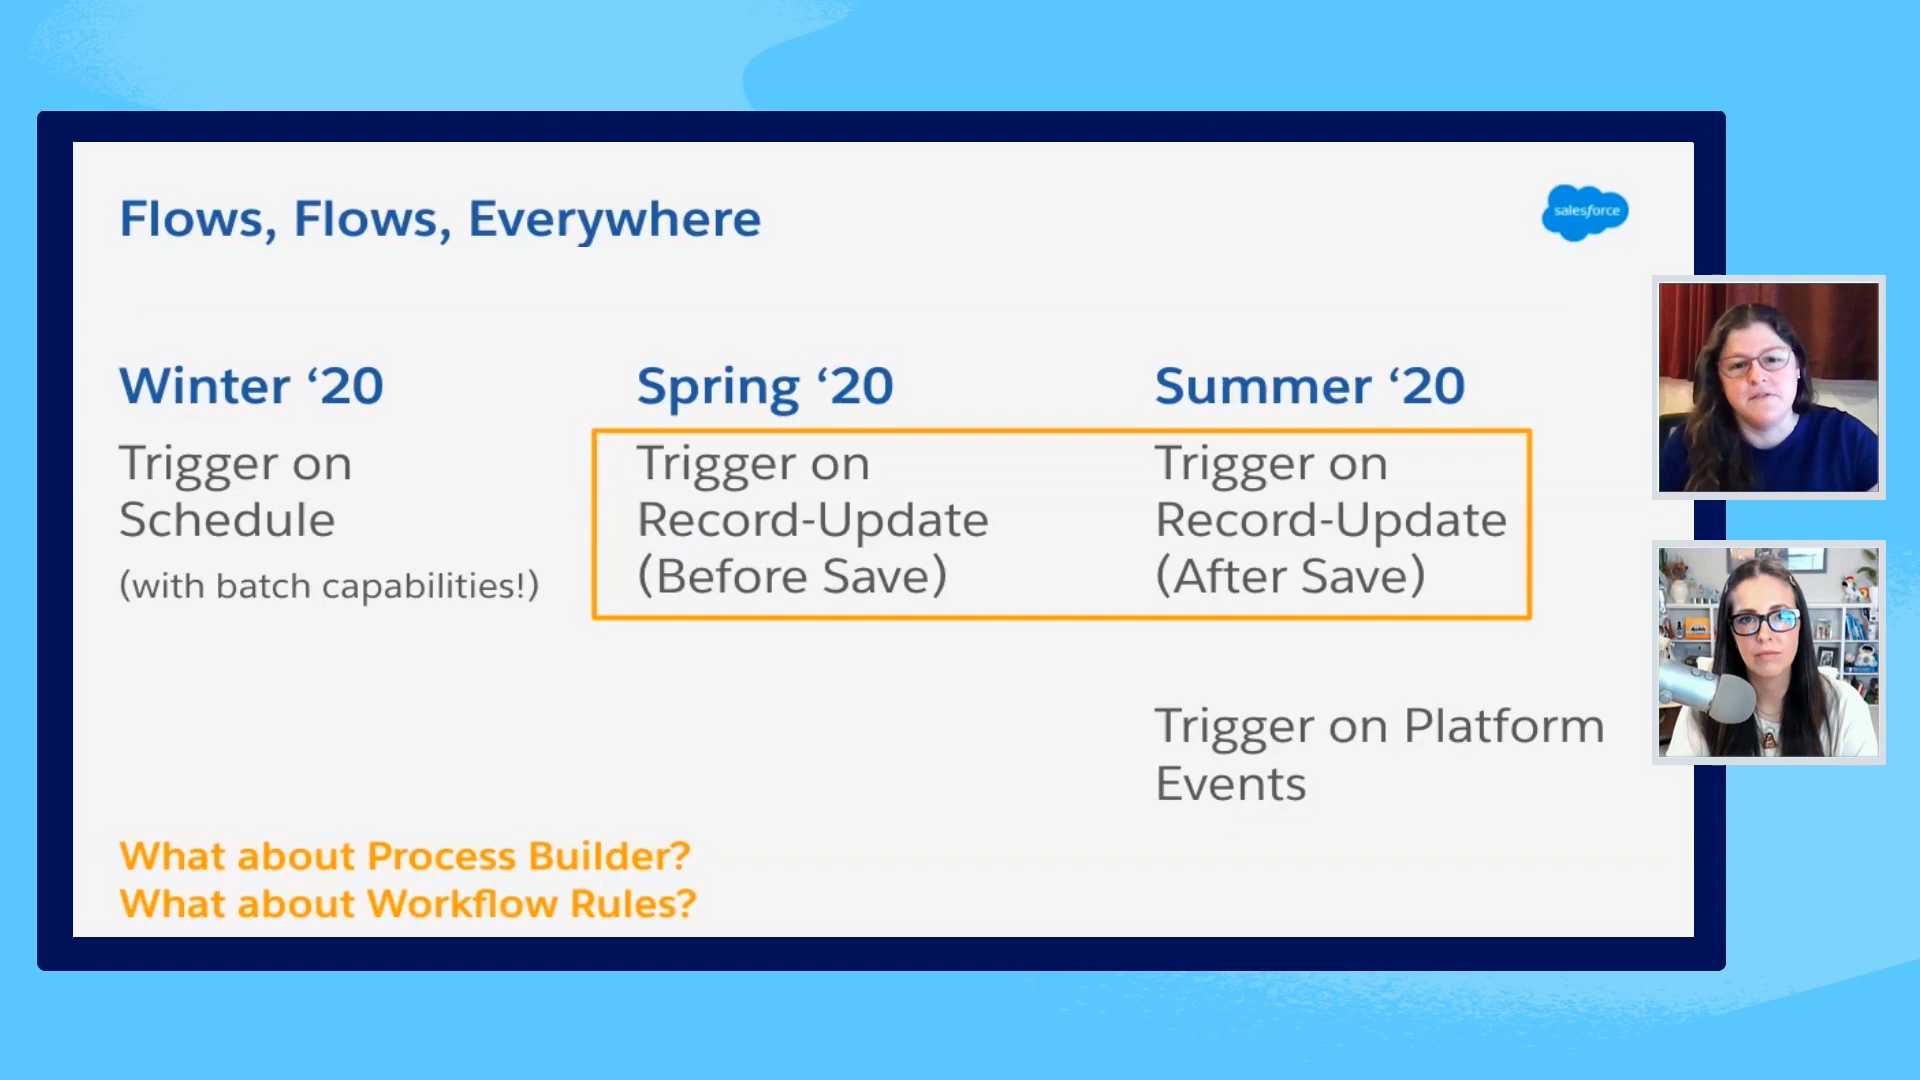 Flows, Flows, Everywhere
salesforce
Winter ‘20
Trigger on
Schedule
(with batch capabilities!)
Spring ‘20
Trigger on
Record-Update
(Before Save)
Summer ‘20
Trigger on
Record-Update
(After Save)
Trigger on Platform
Events
What about Process Builder?
What about Workflow Rules?